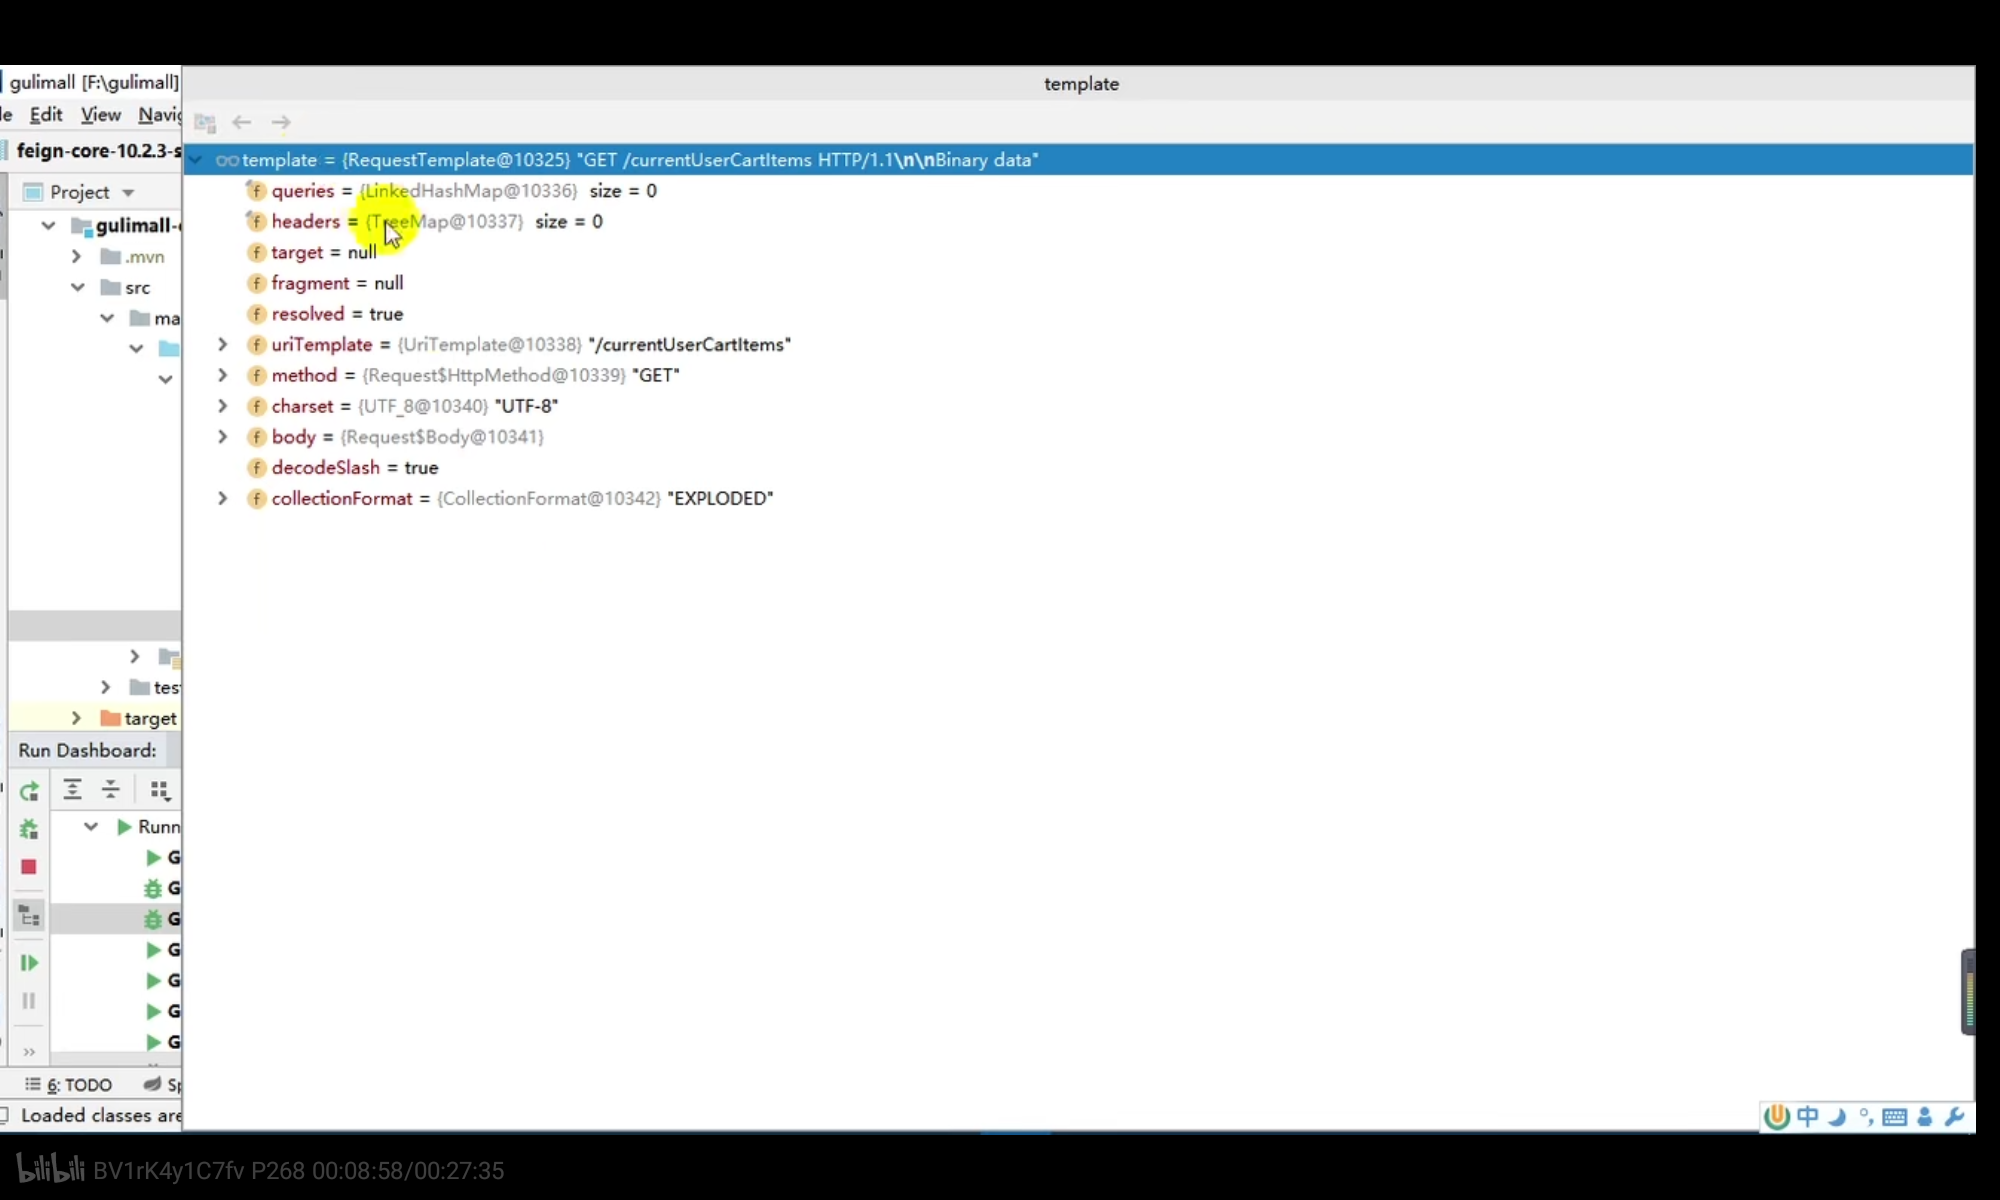 gulimall [F:\gulimall]
template
Edit View Navig
feign-core-10.2.3-s
Project
template = {RequestTemplate@10325} "GET /currentUserCartItems HTTP/1.1\n\nBinary data"
queries = {LinkedHashMap@10336} size = 0
headers = {TreeMap@10337} size = 0
target = null
fragment = null
resolved = true
uriTemplate = {UriTemplate@10338} "/currentUserCartItems"
method = {Request$HttpMethod@10339} "GET"
charset = {UTF_8@10340} "UTF-8"
body = {Request$Body@10341}
decodeSlash = true
collectionFormat = {CollectionFormat@10342} "EXPLODED"
gulimall-
.mvn
src
ma
tes
target
Run Dashboard:
Runn
G
G
G
G
G
G
G
6: TODO
Sp
Loaded classes are
中
bilibili BV1rK4y1C7fv P268 00:08:58/00:27:35